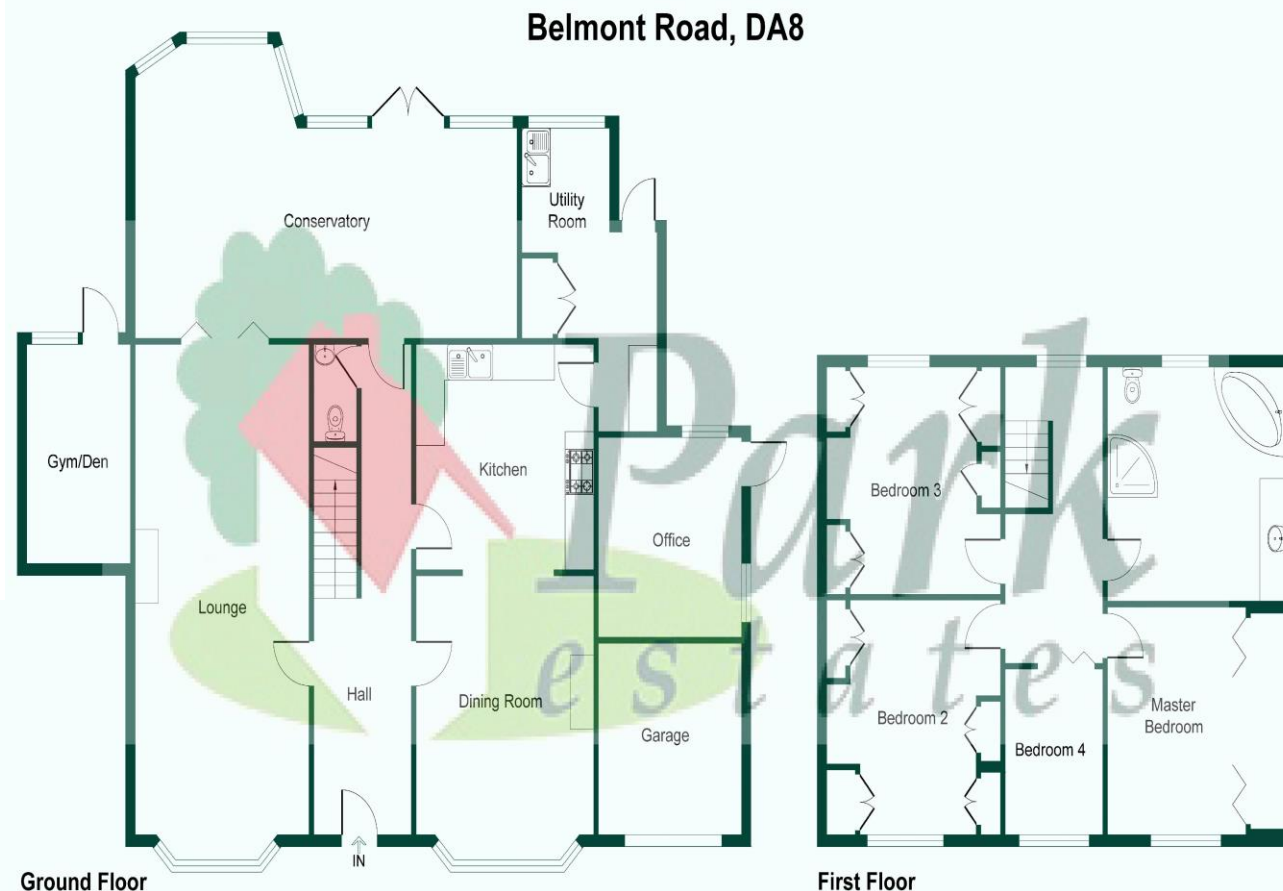 Belmont Road, DA8
Conservatory
Utility
Room
Gym/Den
Kitchen
Office
Lounge
Hall
Dining Room
Garage
IN
Ground Floor
Bedroom 3
Bedroom 2
Bedroom 4
Master
Bedroom
First Floor
Park
estates